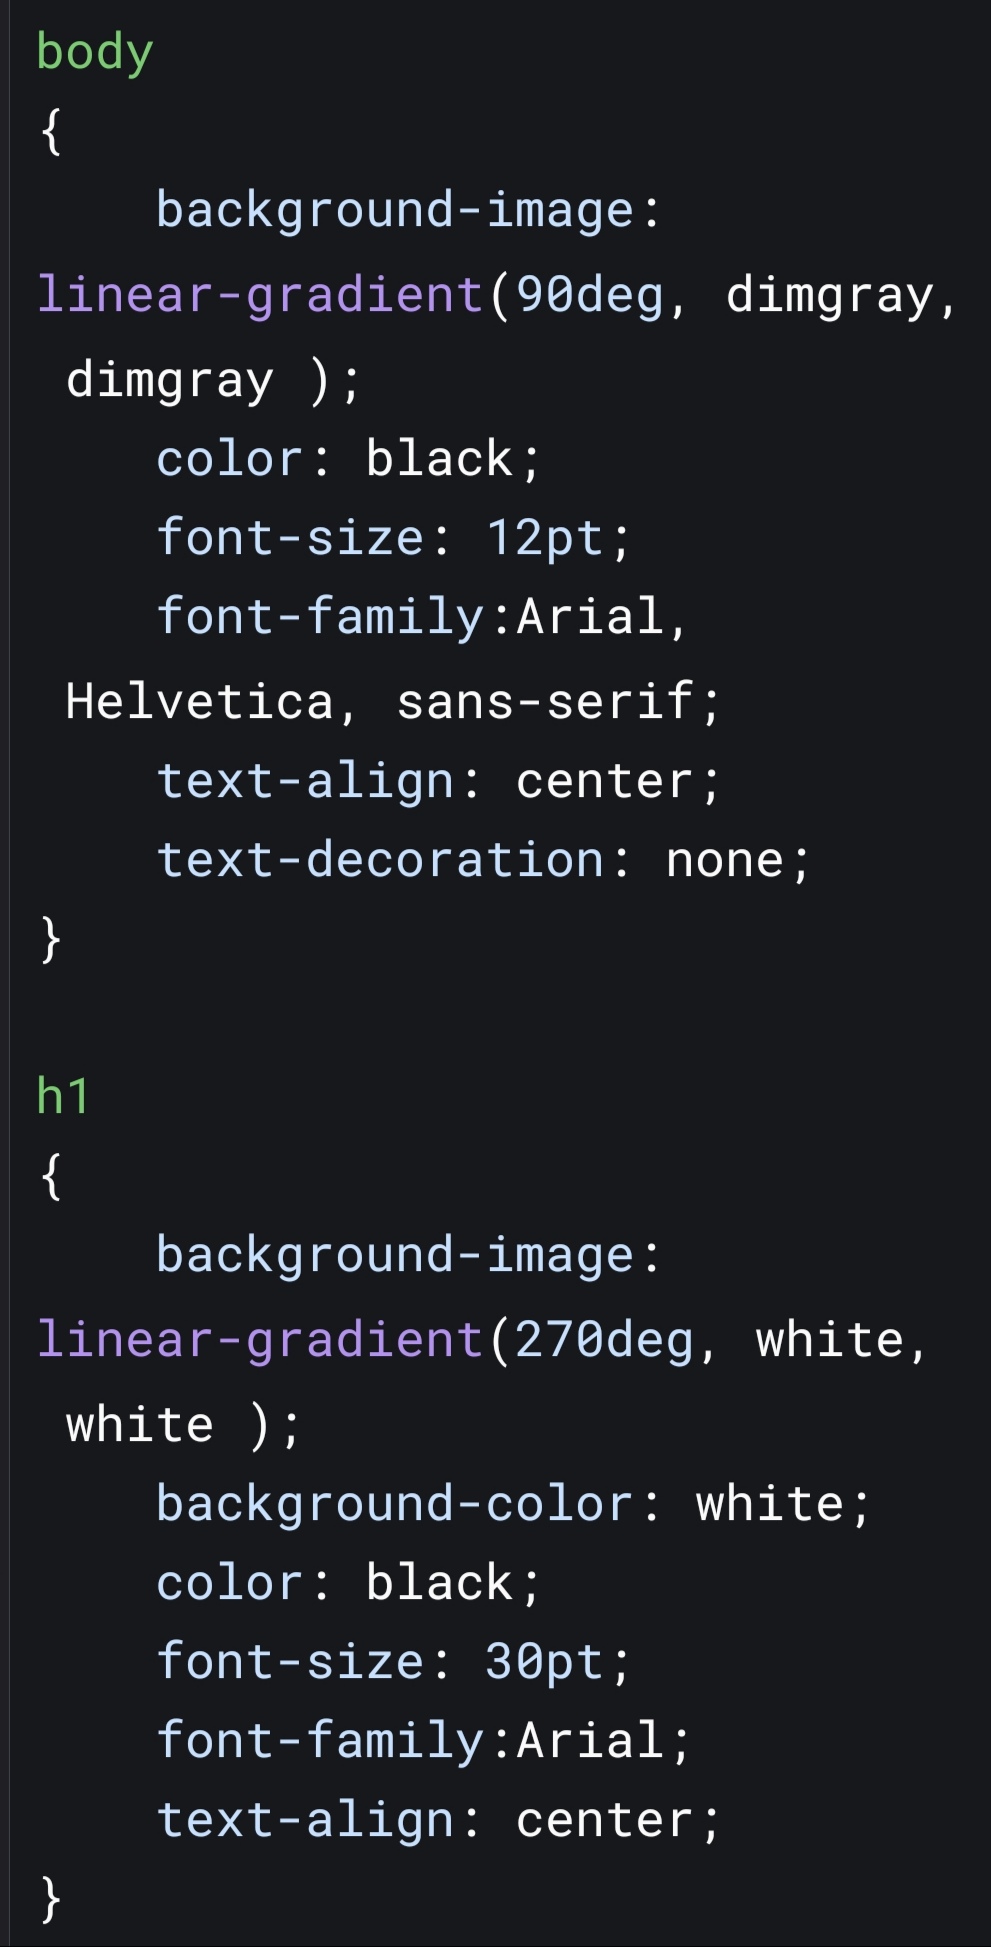 body
{
    background-image:
linear-gradient(90deg, dimgray,
 dimgray );
    color: black;
    font-size: 12pt;
    font-family:Arial,
 Helvetica, sans-serif;
    text-align: center;
    text-decoration: none;
}

h1
{
    background-image:
linear-gradient(270deg, white,
 white );
    background-color: white;
    color: black;
    font-size: 30pt;
    font-family:Arial;
    text-align: center;
}